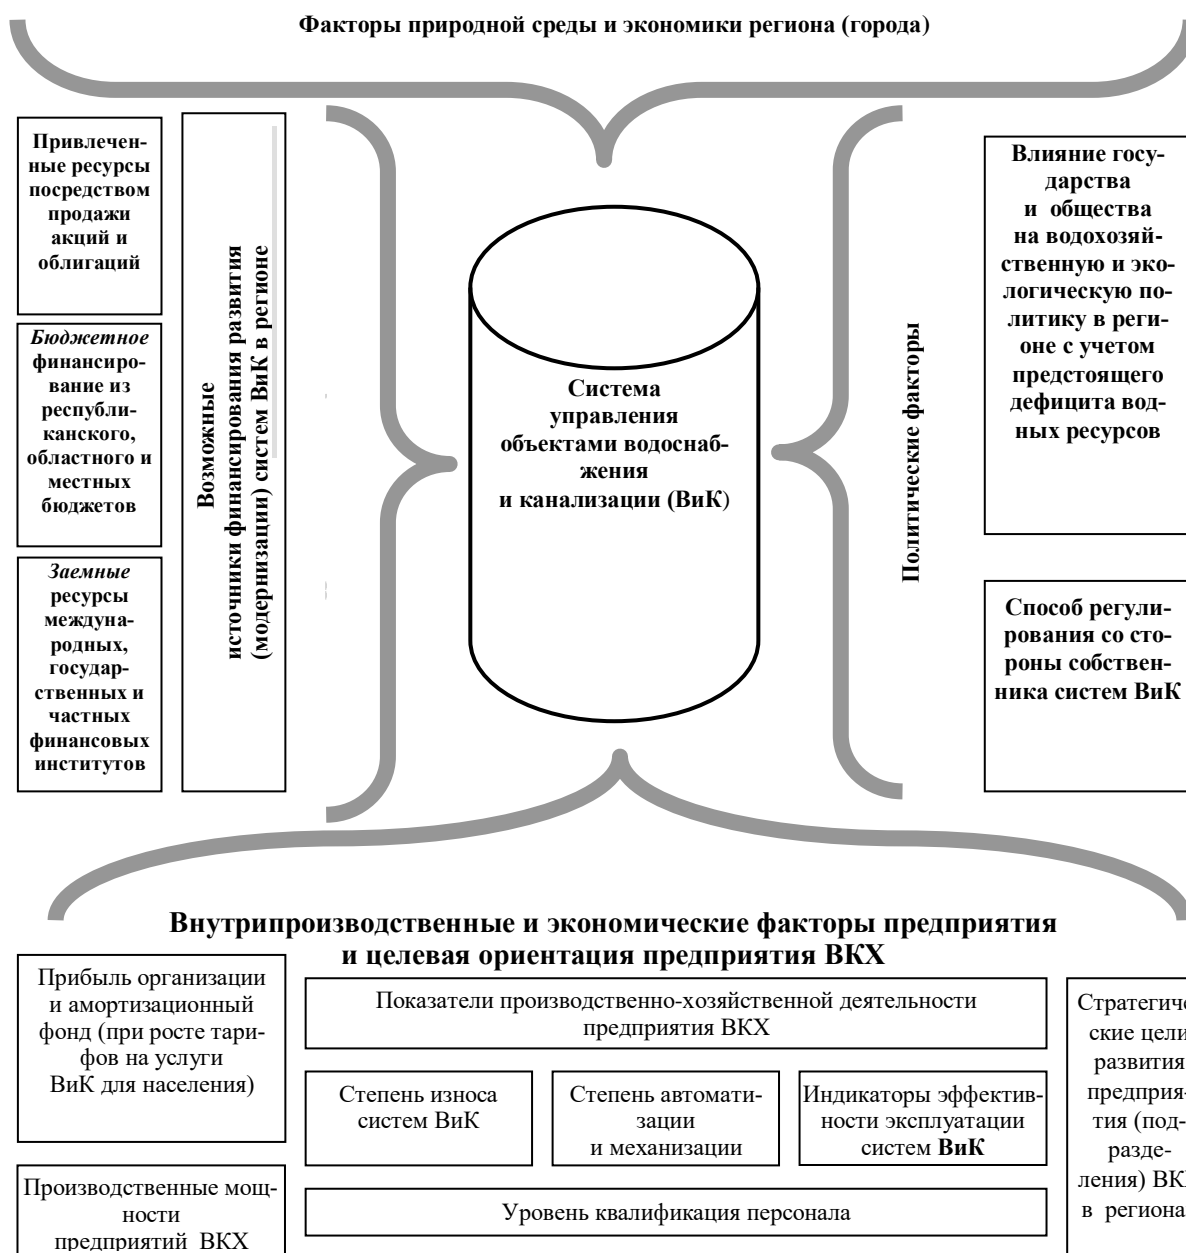 Факторы природной среды и экономики региона (города)
Привлечен-
ные ресурсы
посредством
продажи
акций и
облигаций
Бюджетное
финансиро-
вание из
республи-
канского,
областного и
местных
бюджетов
Заемные
ресурсы
междуна-
родных,
государ-
ственных и
частных
финансовых
институтов
Возможные
источники финансирования развития
(модернизации) систем ВиК в регионе
Система
управления
объектами водоснаб-
жения
и канализации (ВиК)
Политические факторы
Влияние госу-
дарства
и общества
на водохозяй-
ственную и эко-
логическую по-
литику в реги-
оне с учетом
предстоящего
дефицита вод-
ных ресурсов
Способ регули-
рования со сто-
роны собствен-
ника систем ВиК
Внутрипроизводственные и экономические факторы предприятия
и целевая ориентация предприятия ВКХ
Прибыль организации
и амортизационный
фонд (при росте тари-
фов на услуги
ВиК для населения)
Производственные мощ-
ности
предприятий ВКХ
Показатели производственно-хозяйственной деятельности
предприятия ВКХ
Степень износа
систем ВиК
Степень автомати-
зации
и механизации
Индикаторы эффектив-
ности эксплуатации
систем ВиК
Уровень квалификация персонала
Стратегиче
ские цели
развития
предприя-
тия (под-
разде-
ления) ВКХ
в региона